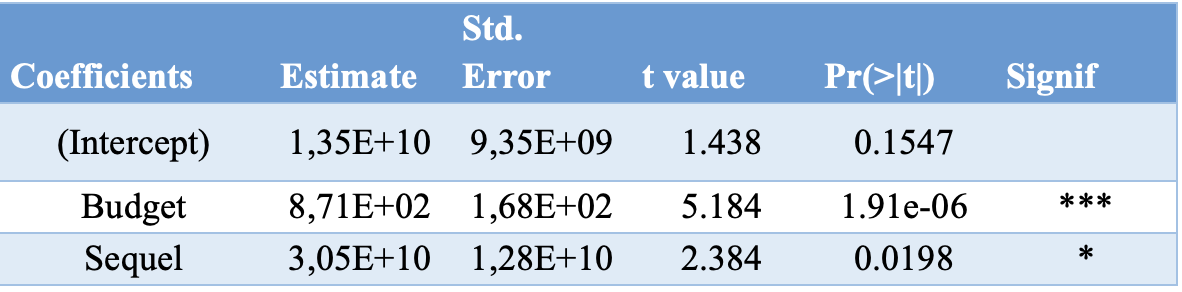 Coefficients Estimate Std. Error t value Pr(>|t|) Signif
(Intercept) 1,35E+10 9,35E+09 1.438 0.1547
Budget 8,71E+02 1,68E+02 5.184 1.91e-06 ***
Sequel 3,05E+10 1,28E+10 2.384 0.0198 *